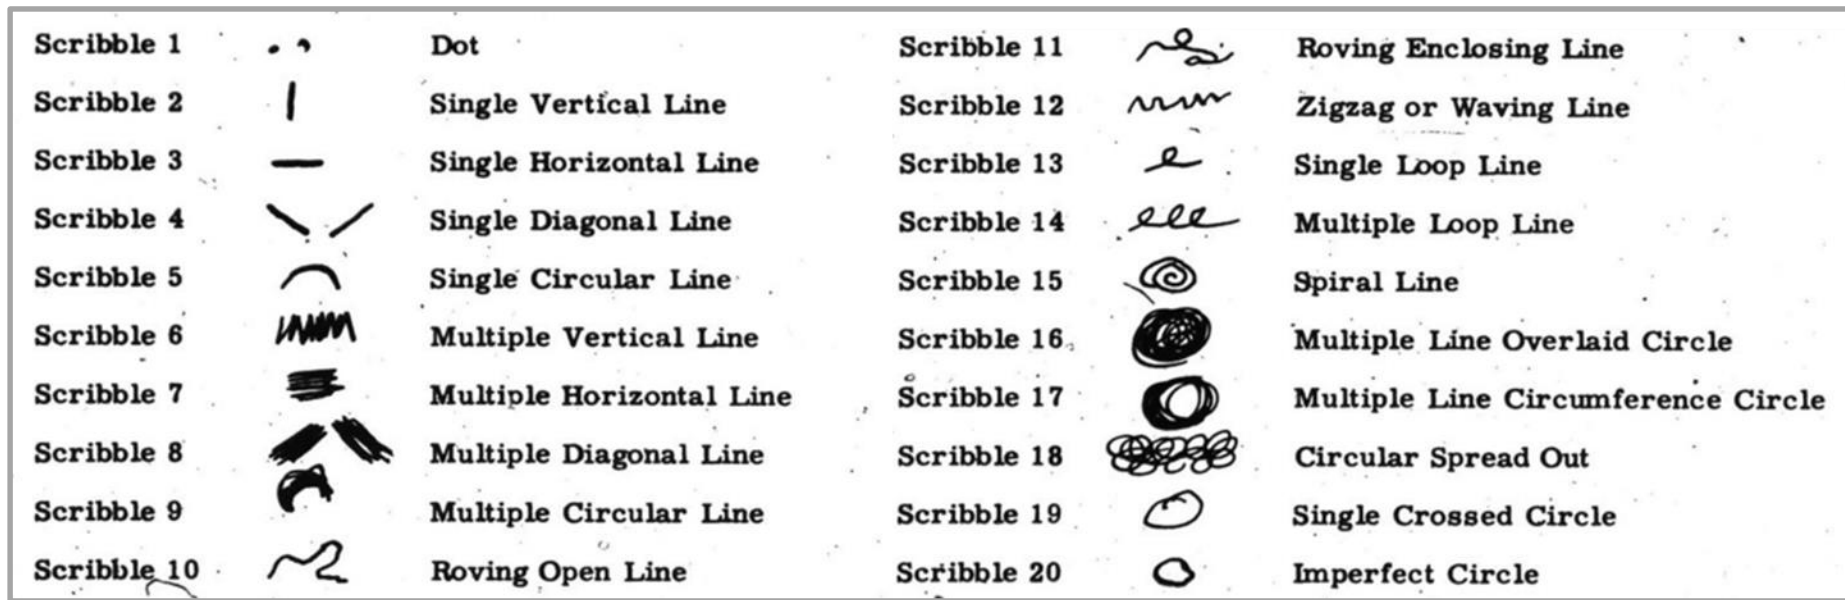 Scribble 1 Dot
Scribble 2 Single Vertical Line
Scribble 3 Single Horizontal Line
Scribble 4 Single Diagonal Line
Scribble 5 Single Circular Line
Scribble 6 Multiple Vertical Line
Scribble 7 Multiple Horizontal Line
Scribble 8 Multiple Diagonal Line
Scribble 9 Multiple Circular Line
Scribble 10 Roving Open Line
Scribble 11 Roving Enclosing Line
Scribble 12 Zigzag or Waving Line
Scribble 13 Single Loop Line
Scribble 14 Multiple Loop Line
Scribble 15 Spiral Line
Scribble 16 Multiple Line Overlaid Circle
Scribble 17 Multiple Line Circumference Circle
Scribble 18 Circular Spread Out
Scribble 19 Single Crossed Circle
Scribble 20 Imperfect Circle